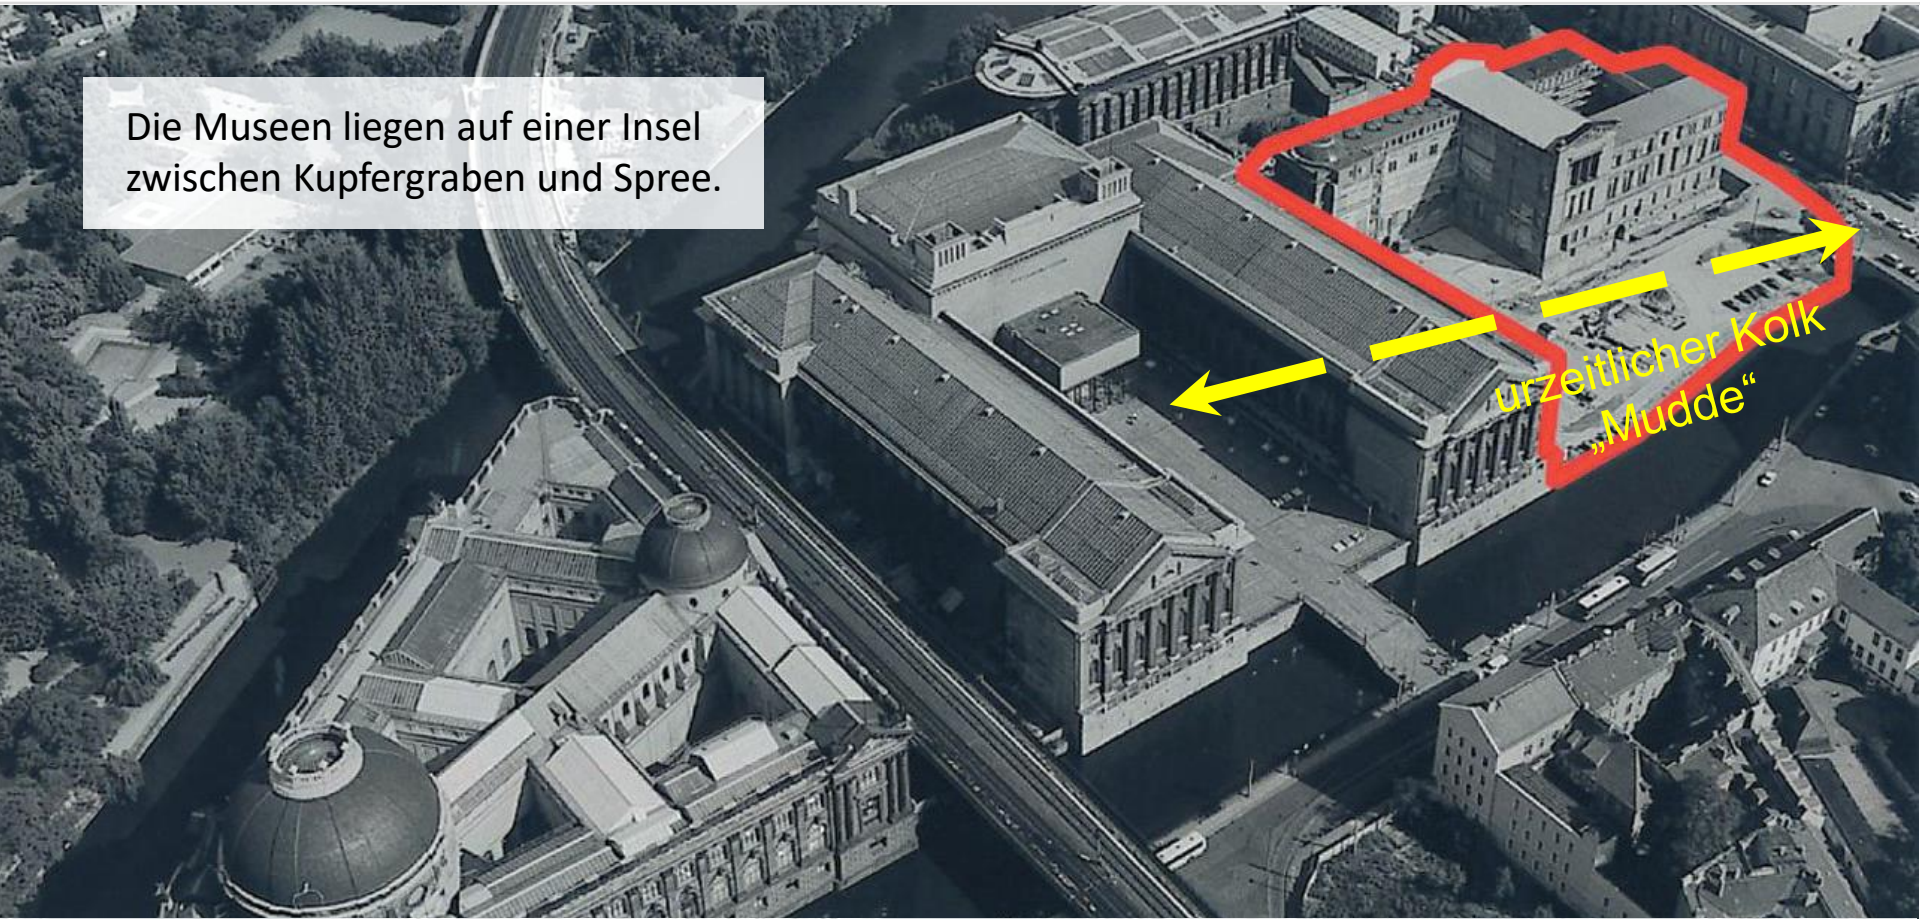 Die Museen liegen auf einer Insel
zwischen Kupfergraben und Spree.
urzeitlicher Kolk
„Mudde“